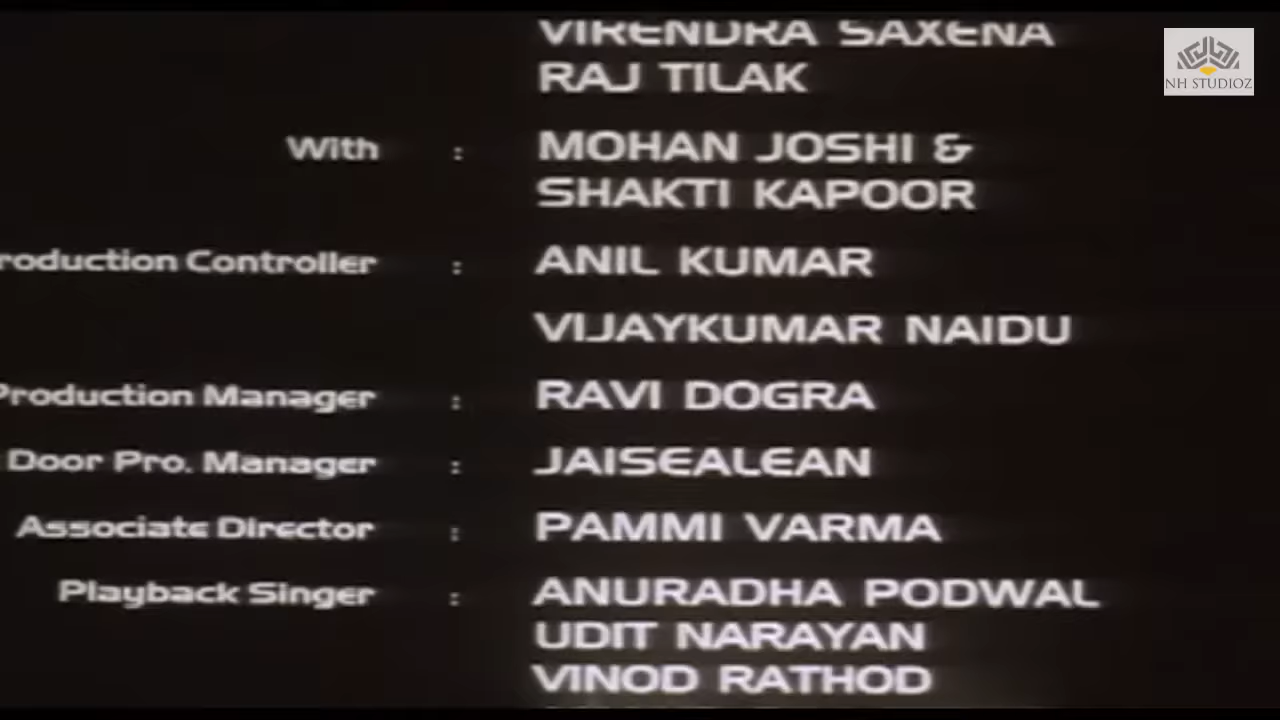 VIRENDRA SAXENA
RAJ TILAK
NH STUDIOZ
With : MOHAN JOSHI &
SHAKTI KAPOOR
roduction Controller : ANIL KUMAR
VIJAYKUMAR NAIDU
Production Manager : RAVI DOGRA
Door Pro. Manager : JAISEALEAN
Associate Director : PAMMI VARMA
Playback Singer : ANURADHA PODWAL
UDIT NARAYAN
VINOD RATHOD